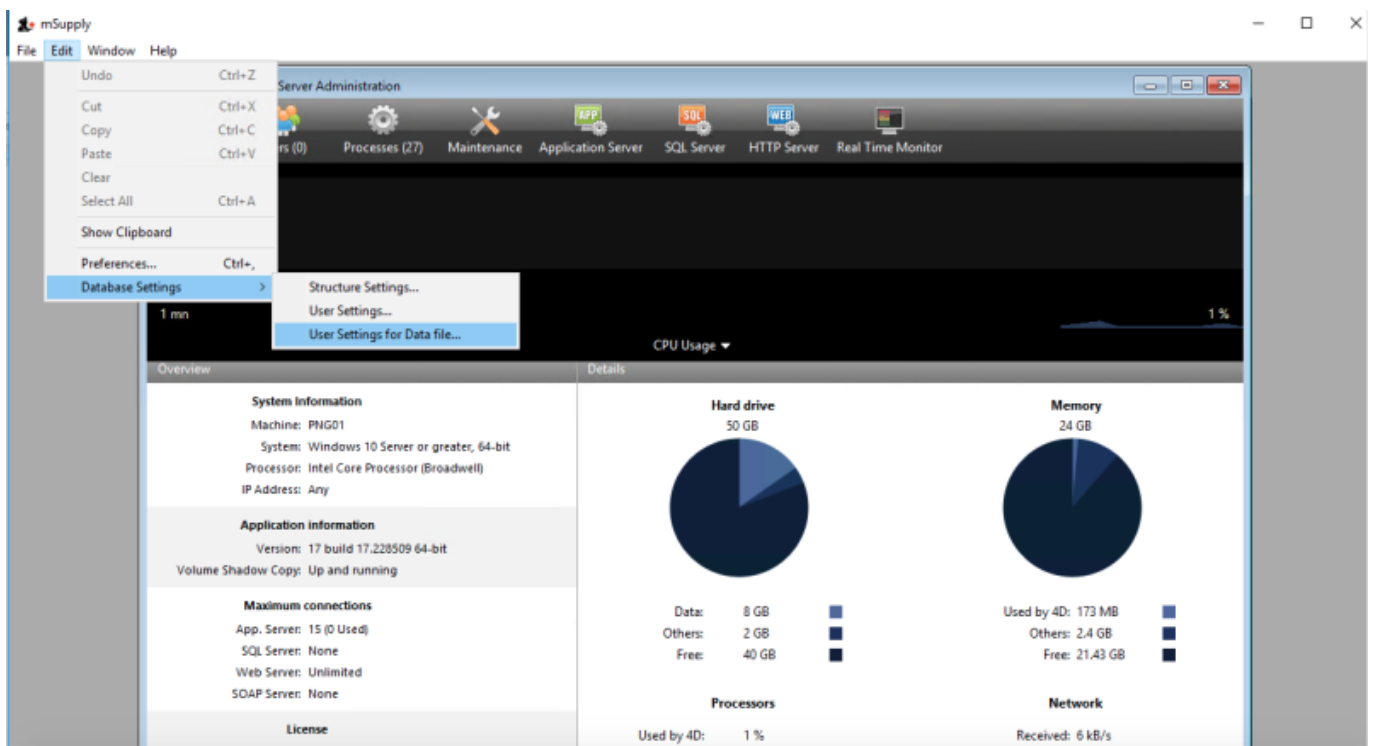 mSupply
File Edit Window Help
Undo Ctrl+Z
Cut Ctrl+X
Copy Ctrl+C
Paste Ctrl+V
Clear
Select All Ctrl+A
Show Clipboard
Preferences... Ctrl+,
Database Settings >
Structure Settings...
User Settings...
User Settings for Data file...
Server Administration
rs (0) Processes (27) Maintenance Application Server SQL Server HTTP Server Real Time Monitor
APP SQL WEB
1 mn 1 %
CPU Usage
Overview Details
System Information
Machine: PNG01
System: Windows 10 Server or greater, 64-bit
Processor: Intel Core Processor (Broadwell)
IP Address: Any
Application information
Version: 17 build 17.228509 64-bit
Volume Shadow Copy: Up and running
Maximum connections
App. Server: 15 (0 Used)
SQL Server: None
Web Server: Unlimited
SOAP Server: None
License
Hard drive
50 GB
Data: 8 GB
Others: 2 GB
Free: 40 GB
Processors
Used by 4D: 1 %
Memory
24 GB
Used by 4D: 173 MB
Others: 2.4 GB
Free: 21.43 GB
Network
Received: 6 kB/s